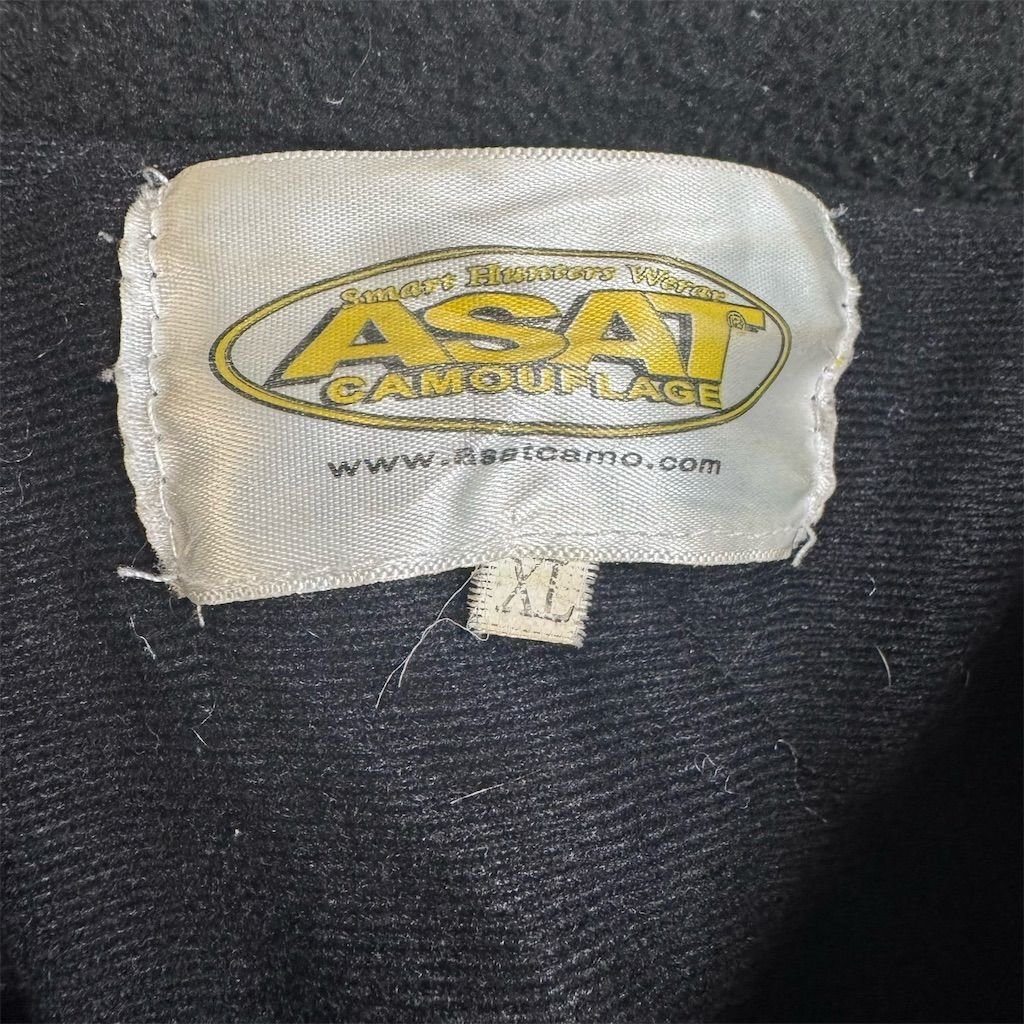 Smart Hunters Wear
ASAT®
CAMOUFLAGE
www.asatcamo.com
XL